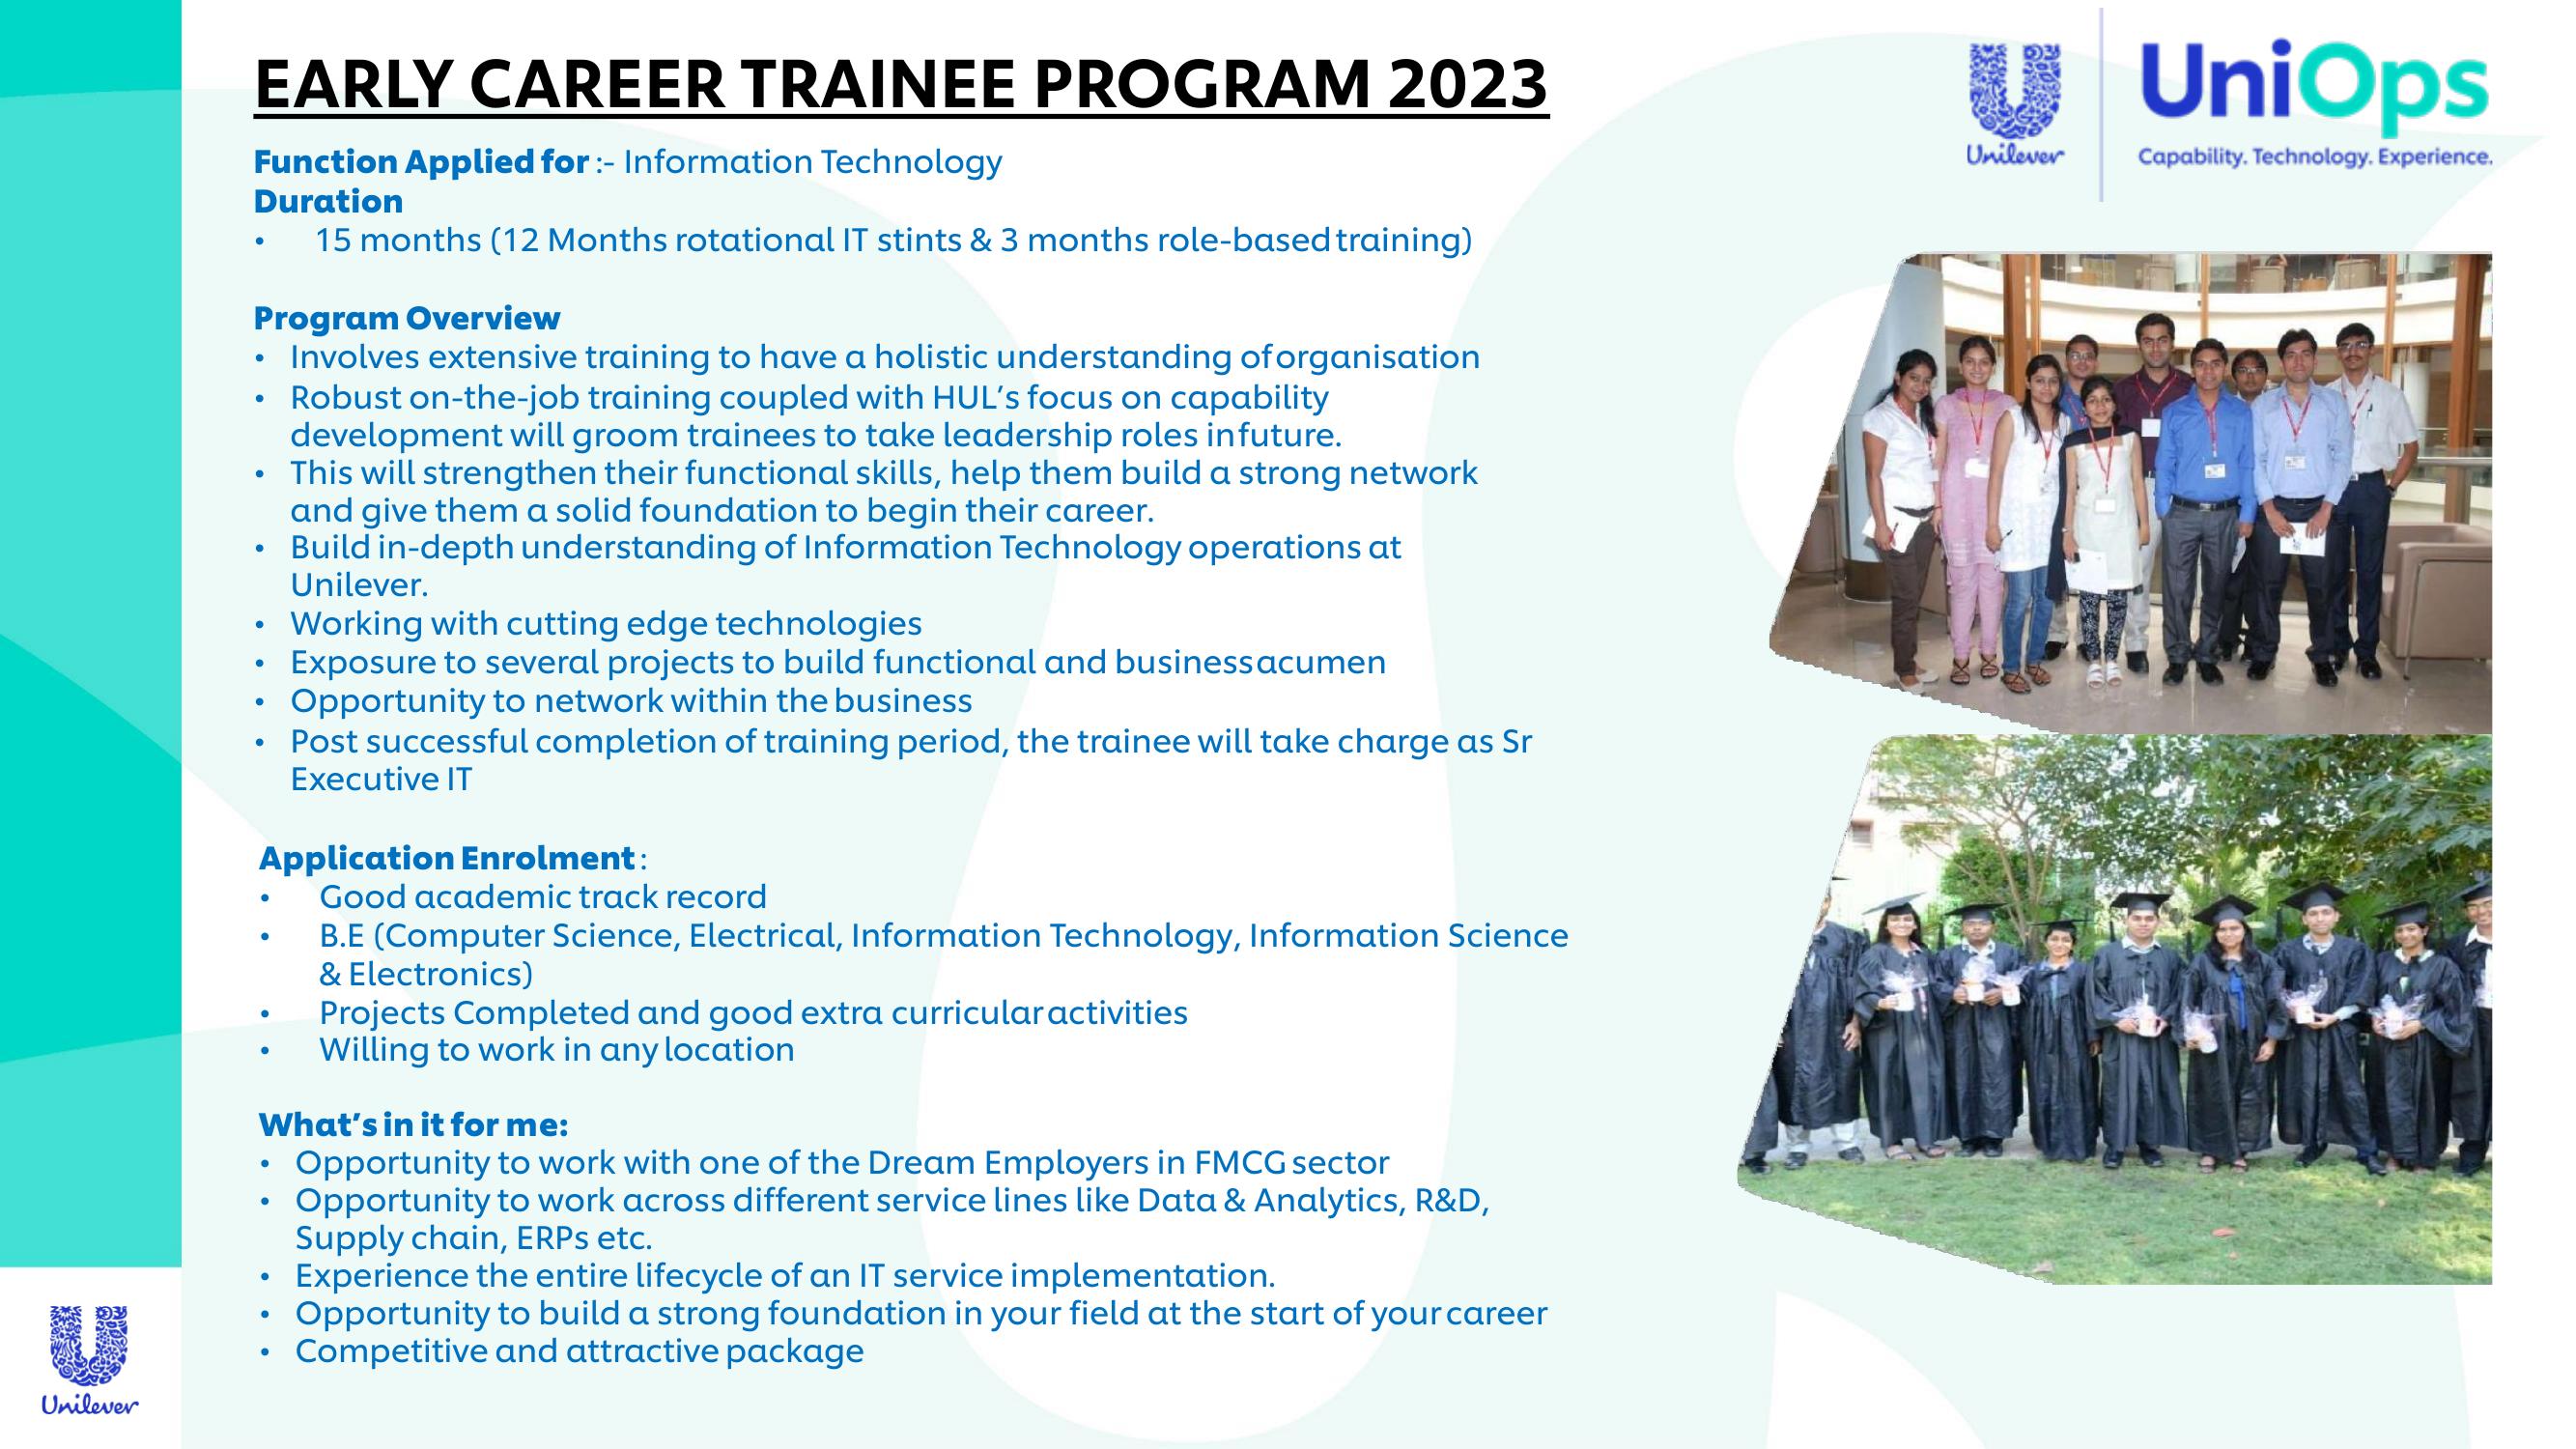 EARLY CAREER TRAINEE PROGRAM 2023
Unilever
UniOps
Capability. Technology. Experience.
Function Applied for :- Information Technology
Duration
• 15 months (12 Months rotational IT stints & 3 months role-based training)
Program Overview
• Involves extensive training to have a holistic understanding of organisation
• Robust on-the-job training coupled with HUL's focus on capability
development will groom trainees to take leadership roles in future.
• This will strengthen their functional skills, help them build a strong network
and give them a solid foundation to begin their career.
• Build in-depth understanding of Information Technology operations at
Unilever.
• Working with cutting edge technologies
• Exposure to several projects to build functional and business acumen
• Opportunity to network within the business
• Post successful completion of training period, the trainee will take charge as Sr
Executive IT
Application Enrolment :
• Good academic track record
• B.E (Computer Science, Electrical, Information Technology, Information Science
& Electronics)
• Projects Completed and good extra curricular activities
• Willing to work in any location
What's in it for me:
• Opportunity to work with one of the Dream Employers in FMCG sector
• Opportunity to work across different service lines like Data & Analytics, R&D,
Supply chain, ERPs etc.
• Experience the entire lifecycle of an IT service implementation.
• Opportunity to build a strong foundation in your field at the start of your career
• Competitive and attractive package
Unilever